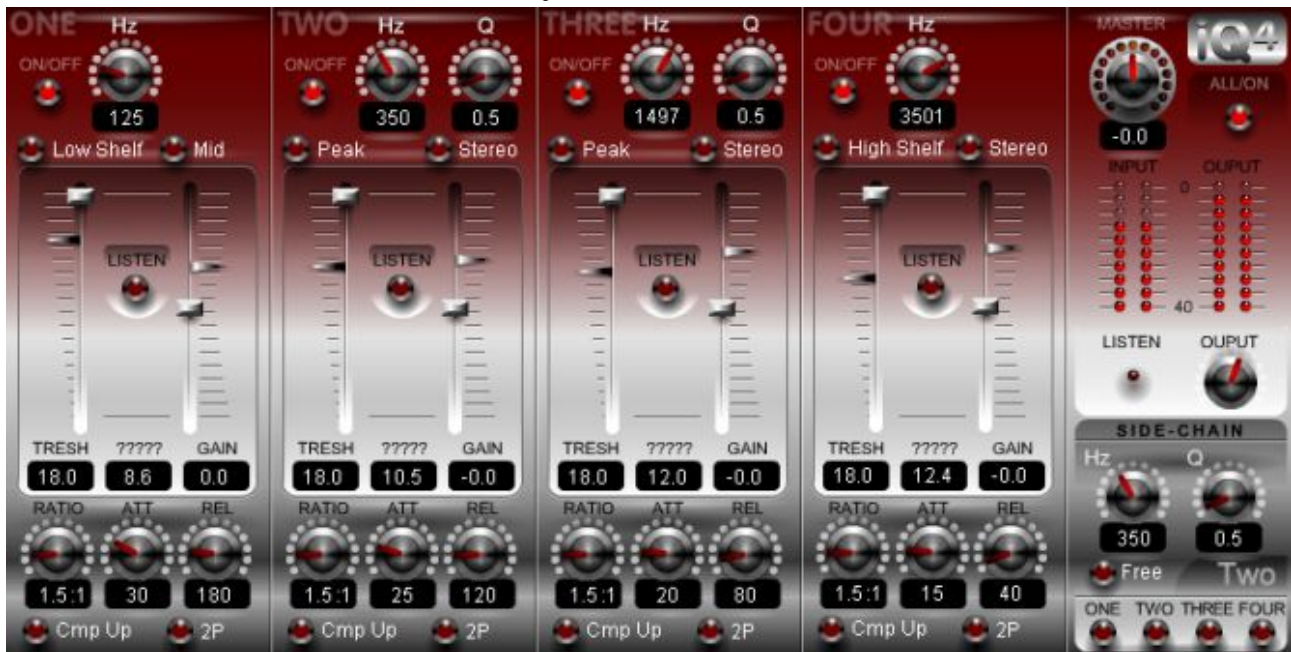 ONE Hz
ON/OFF
125
Low Shelf Mid
LISTEN
TRESH ????? GAIN
18.0 8.6 0.0
RATIO ATT REL
1.5:1 30 180
Cmp Up 2P
TWO Hz Q
ON/OFF
350 0.5
Peak Stereo
LISTEN
TRESH ????? GAIN
18.0 10.5 -0.0
RATIO ATT REL
1.5:1 25 120
Cmp Up 2P
THREE Hz Q
ON/OFF
1497 0.5
Peak Stereo
LISTEN
TRESH ????? GAIN
18.0 12.0 -0.0
RATIO ATT REL
1.5:1 20 80
Cmp Up 2P
FOUR Hz
ON/OFF
3501
High Shelf Stereo
LISTEN
TRESH ????? GAIN
18.0 12.4 -0.0
RATIO ATT REL
1.5:1 15 40
Cmp Up 2P
MASTER iQ4
ALL/ON
-0.0
INPUT OUPUT
0
40
LISTEN OUPUT
SIDE-CHAIN
Hz Q
350 0.5
Free Two
ONE TWO THREE FOUR